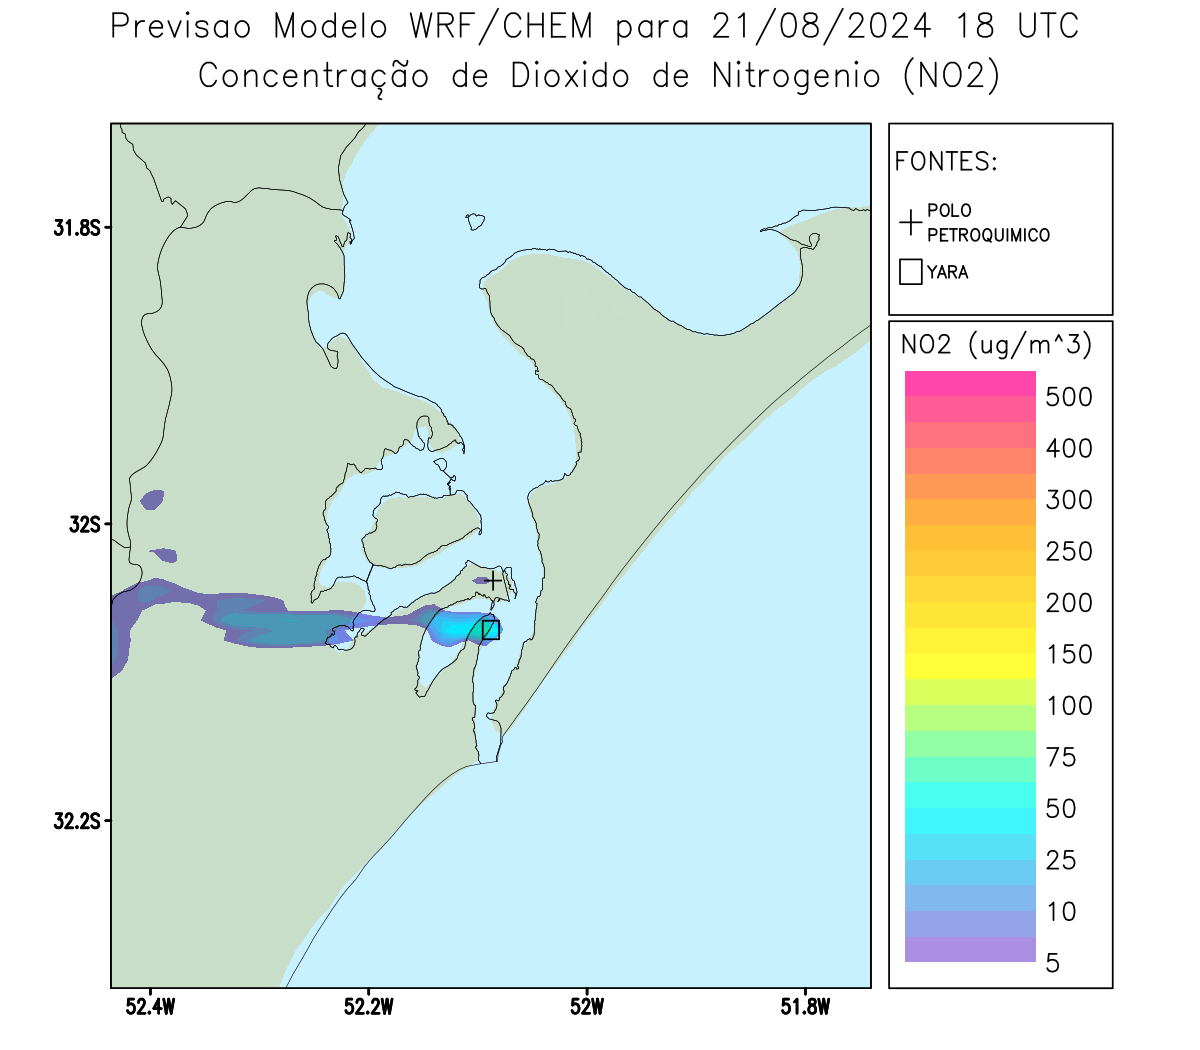 Previsao Modelo WRF/CHEM para 21/08/2024 18 UTC
Concentração de Dioxido de Nitrogenio (NO2)
FONTES:
POLO
PETROQUIMICO
YARA
NO2 (ug/m^3)
500
400
300
250
200
150
100
75
50
25
10
5
31.8S
32S
32.2S
52.4W
52.2W
52W
51.8W